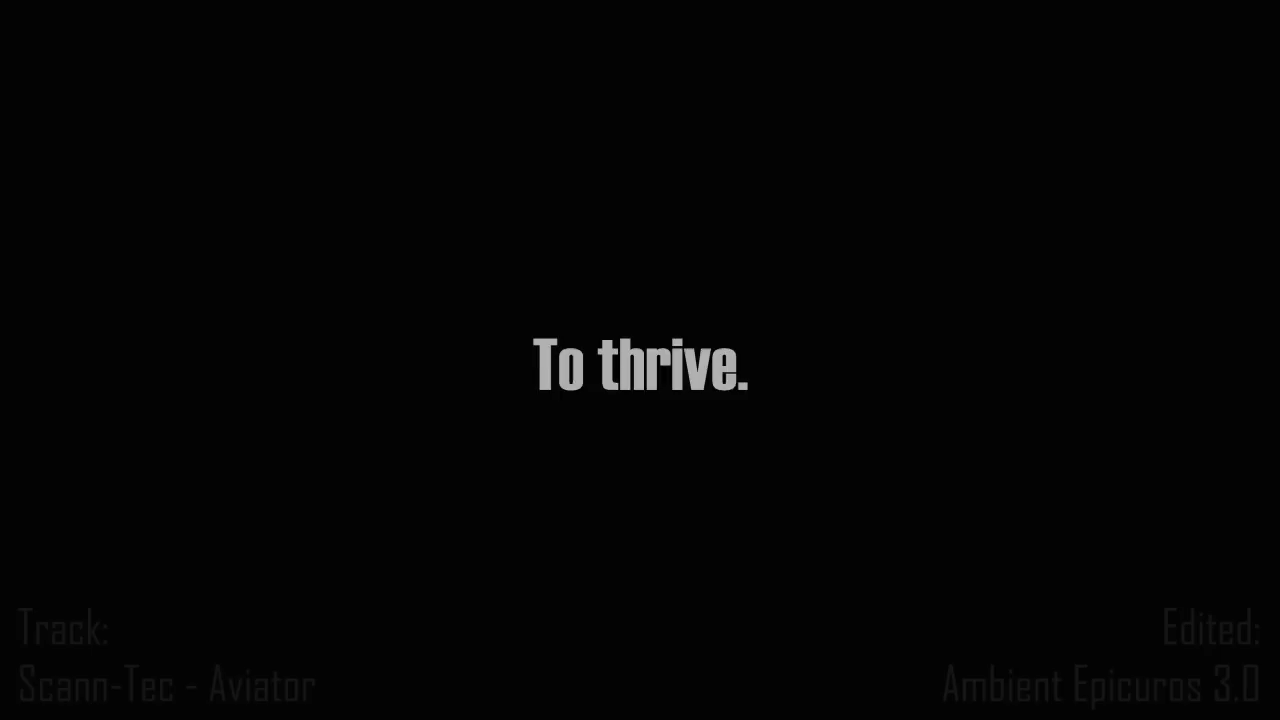 To thrive.
Track:
Scann-Tec - Aviator
Edited:
Ambient Epicuros 3.0